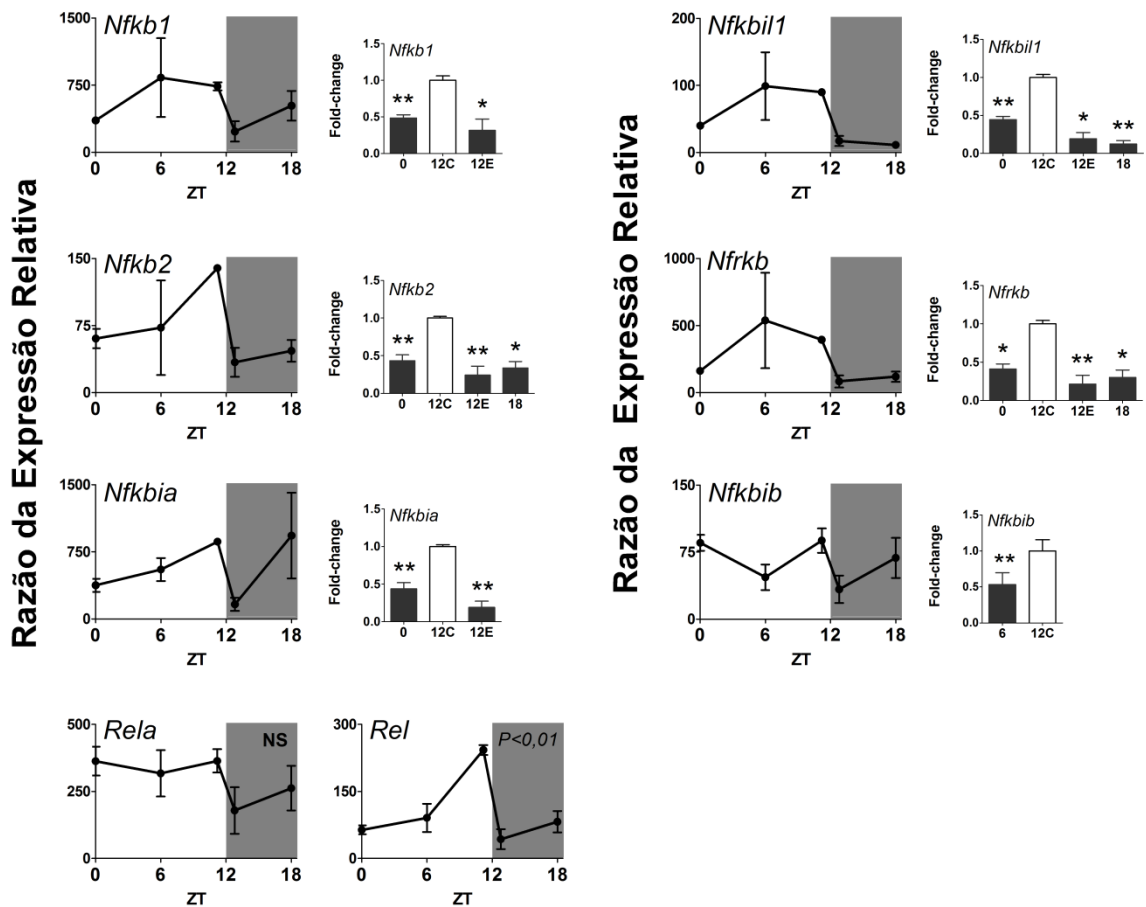 Razão da Expressão Relativa
Nfkb1
1500
750
0
0 6 12 18
ZT
Nfkb1
Fold-change
1.5
1.0
0.5
0.0
** *
0 12C 12E
Nfkb2
150
75
0
0 6 12 18
ZT
Nfkb2
Fold-change
1.5
1.0
0.5
0.0
** ** *
0 12C 12E 18
Nfkbia
1500
750
0
0 6 12 18
ZT
Nfkbia
Fold-change
1.5
1.0
0.5
0.0
** **
0 12C 12E
Rela
NS
500
250
0
0 6 12 18
ZT
Rel
P<0,01
300
150
0
0 6 12 18
ZT
Razão da Expressão Relativa
Nfkbil1
200
100
0
0 6 12 18
ZT
Nfkbil1
Fold-change
1.5
1.0
0.5
0.0
** * **
0 12C 12E 18
Nfrkb
1000
500
0
0 6 12 18
ZT
Nfrkb
Fold-change
1.5
1.0
0.5
0.0
* ** *
0 12C 12E 18
Nfkbib
150
75
0
0 6 12 18
ZT
Nfkbib
Fold-change
1.5
1.0
0.5
0.0
**
6 12C